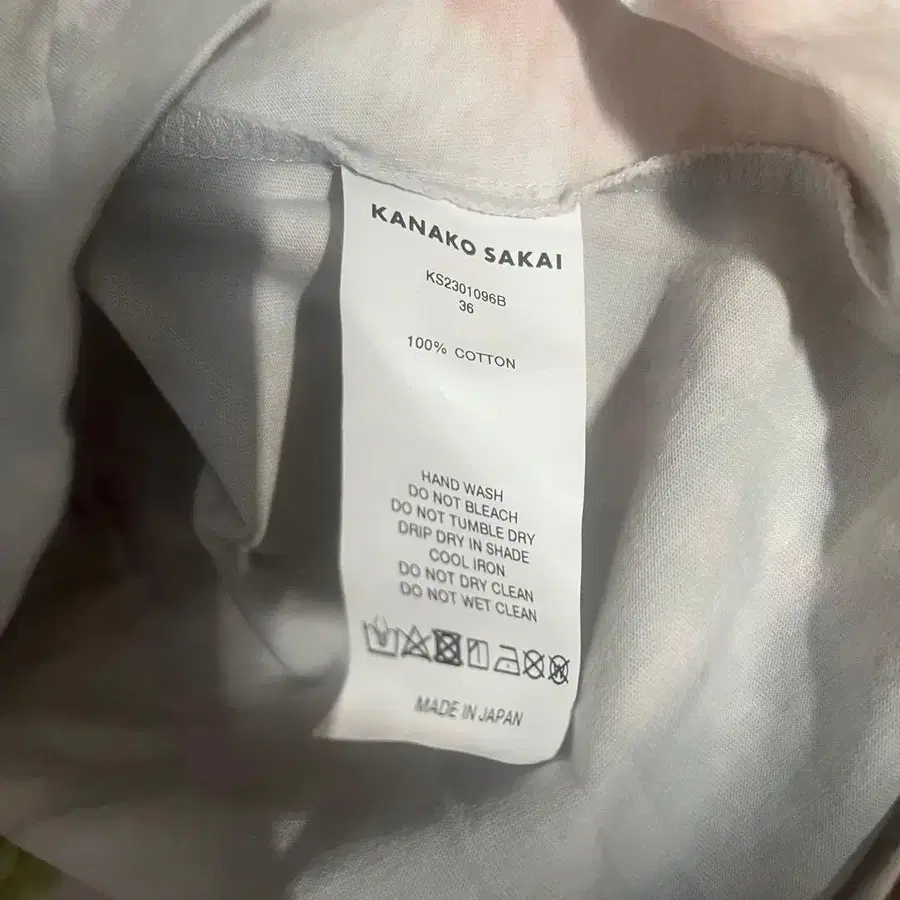 KANAKO SAKAI
KS2301096B
36
100% COTTON
HAND WASH
DO NOT BLEACH
DO NOT TUMBLE DRY
DRIP DRY IN SHADE
COOL IRON
DO NOT DRY CLEAN
DO NOT WET CLEAN
MADE IN JAPAN